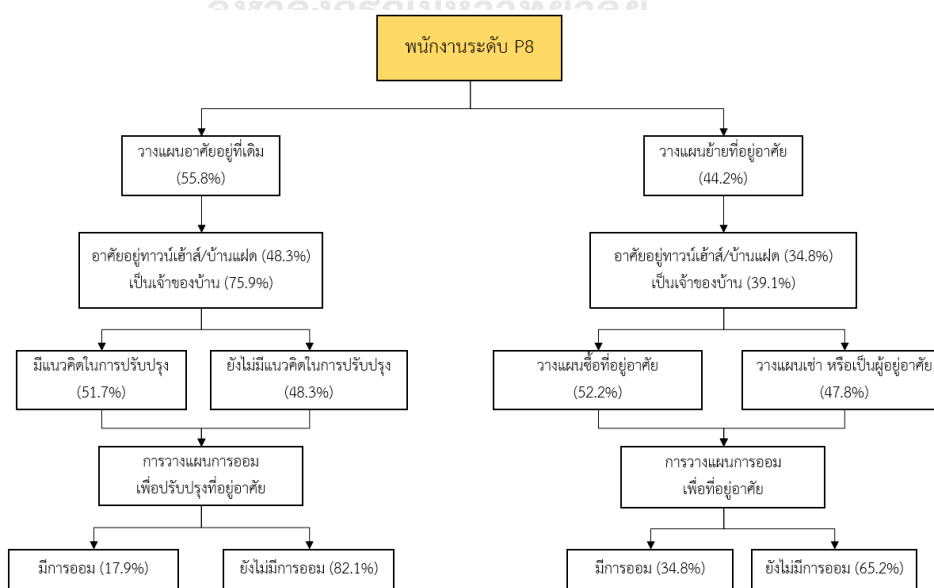 พนักงานระดับ P8
วางแผนอาศัยอยู่ที่เดิม
(55.8%)
วางแผนย้ายที่อยู่อาศัย
(44.2%)
อาศัยอยู่ทาวน์เฮ้าส์/บ้านแฝด (48.3%)
เป็นเจ้าของบ้าน (75.9%)
อาศัยอยู่ทาวน์เฮ้าส์/บ้านแฝด (34.8%)
เป็นเจ้าของบ้าน (39.1%)
มีแนวคิดในการปรับปรุง
(51.7%)
ยังไม่มีแนวคิดในการปรับปรุง
(48.3%)
วางแผนซื้อที่อยู่อาศัย
(52.2%)
วางแผนเช่า หรือเป็นผู้อยู่อาศัย
(47.8%)
การวางแผนการออม
เพื่อปรับปรุงที่อยู่อาศัย
การวางแผนการออม
เพื่อที่อยู่อาศัย
มีการออม (17.9%)
ยังไม่มีการออม (82.1%)
มีการออม (34.8%)
ยังไม่มีการออม (65.2%)